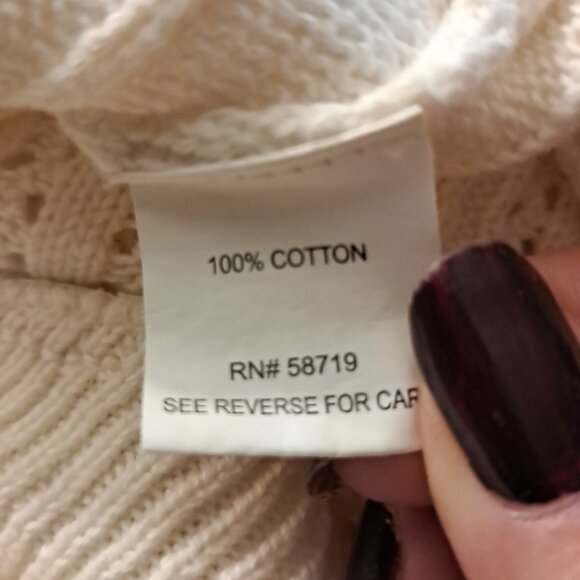 100% COTTON
RN# 58719
SEE REVERSE FOR CAR